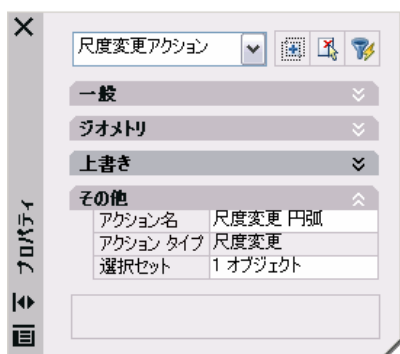 尺度変更アクション
一般
ジオメトリ
上書き
その他
アクション名 尺度変更 円弧
アクション タイプ 尺度変更
選択セット 1 オブジェクト
プロパティ